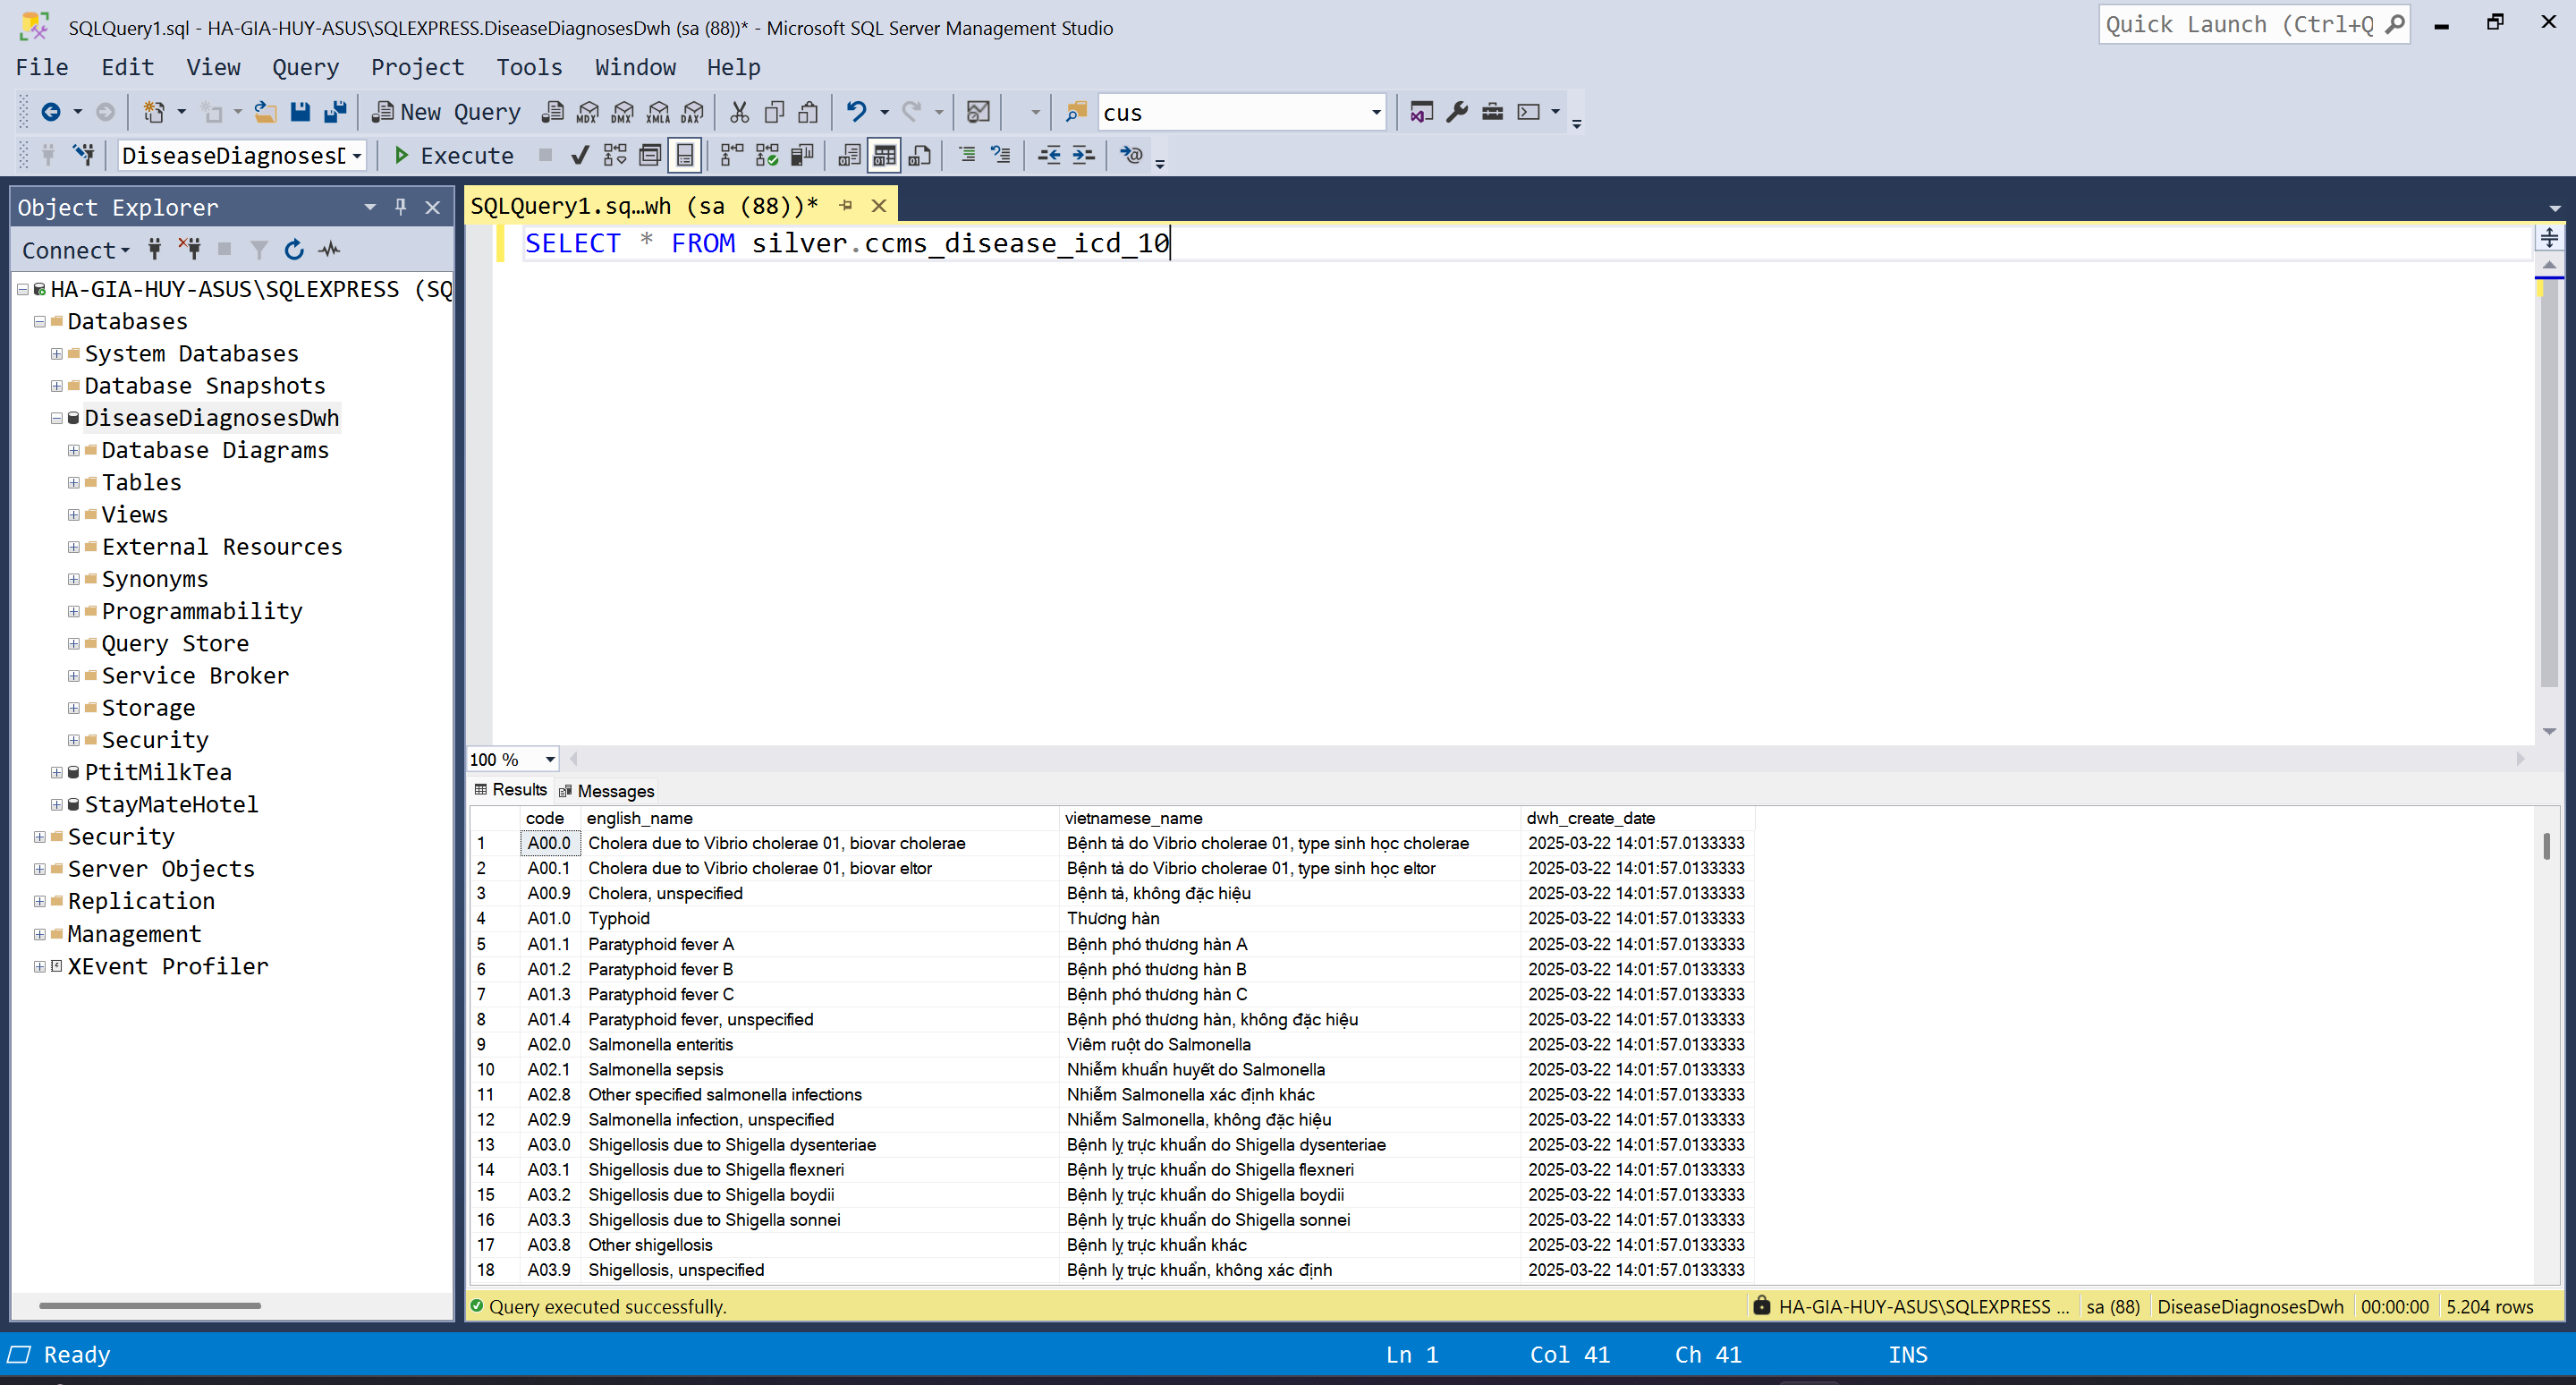 SQLQuery1.sql - HA-GIA-HUY-ASUS\SQLEXPRESS.DiseaseDiagnosesDwh (sa (88))* - Microsoft SQL Server Management Studio
Quick Launch (Ctrl+Q
File Edit View Query Project Tools Window Help
New Query MDX DMX XMLA DAX cus
DiseaseDiagnosesD Execute
Object Explorer
Connect
HA-GIA-HUY-ASUS\SQLEXPRESS (SQ
Databases
System Databases
Database Snapshots
DiseaseDiagnosesDwh
Database Diagrams
Tables
Views
External Resources
Synonyms
Programmability
Query Store
Service Broker
Storage
Security
PtitMilkTea
StayMateHotel
Security
Server Objects
Replication
Management
XEvent Profiler
SQLQuery1.sq...wh (sa (88))*
SELECT * FROM silver.ccms_disease_icd_10
100 %
Results Messages
code english_name vietnamese_name dwh_create_date
1 A00.0 Cholera due to Vibrio cholerae 01, biovar cholerae Bệnh tả do Vibrio cholerae 01, type sinh học cholerae 2025-03-22 14:01:57.0133333
2 A00.1 Cholera due to Vibrio cholerae 01, biovar eltor Bệnh tả do Vibrio cholerae 01, type sinh học eltor 2025-03-22 14:01:57.0133333
3 A00.9 Cholera, unspecified Bệnh tả, không đặc hiệu 2025-03-22 14:01:57.0133333
4 A01.0 Typhoid Thương hàn 2025-03-22 14:01:57.0133333
5 A01.1 Paratyphoid fever A Bệnh phó thương hàn A 2025-03-22 14:01:57.0133333
6 A01.2 Paratyphoid fever B Bệnh phó thương hàn B 2025-03-22 14:01:57.0133333
7 A01.3 Paratyphoid fever C Bệnh phó thương hàn C 2025-03-22 14:01:57.0133333
8 A01.4 Paratyphoid fever, unspecified Bệnh phó thương hàn, không đặc hiệu 2025-03-22 14:01:57.0133333
9 A02.0 Salmonella enteritis Viêm ruột do Salmonella 2025-03-22 14:01:57.0133333
10 A02.1 Salmonella sepsis Nhiễm khuẩn huyết do Salmonella 2025-03-22 14:01:57.0133333
11 A02.8 Other specified salmonella infections Nhiễm Salmonella xác định khác 2025-03-22 14:01:57.0133333
12 A02.9 Salmonella infection, unspecified Nhiễm Salmonella, không đặc hiệu 2025-03-22 14:01:57.0133333
13 A03.0 Shigellosis due to Shigella dysenteriae Bệnh lỵ trực khuẩn do Shigella dysenteriae 2025-03-22 14:01:57.0133333
14 A03.1 Shigellosis due to Shigella flexneri Bệnh lỵ trực khuẩn do Shigella flexneri 2025-03-22 14:01:57.0133333
15 A03.2 Shigellosis due to Shigella boydii Bệnh lỵ trực khuẩn do Shigella boydii 2025-03-22 14:01:57.0133333
16 A03.3 Shigellosis due to Shigella sonnei Bệnh lỵ trực khuẩn do Shigella sonnei 2025-03-22 14:01:57.0133333
17 A03.8 Other shigellosis Bệnh lỵ trực khuẩn khác 2025-03-22 14:01:57.0133333
18 A03.9 Shigellosis, unspecified Bệnh lỵ trực khuẩn, không xác định 2025-03-22 14:01:57.0133333
Query executed successfully. HA-GIA-HUY-ASUS\SQLEXPRESS ... sa (88) DiseaseDiagnosesDwh 00:00:00 5.204 rows
Ready Ln 1 Col 41 Ch 41 INS